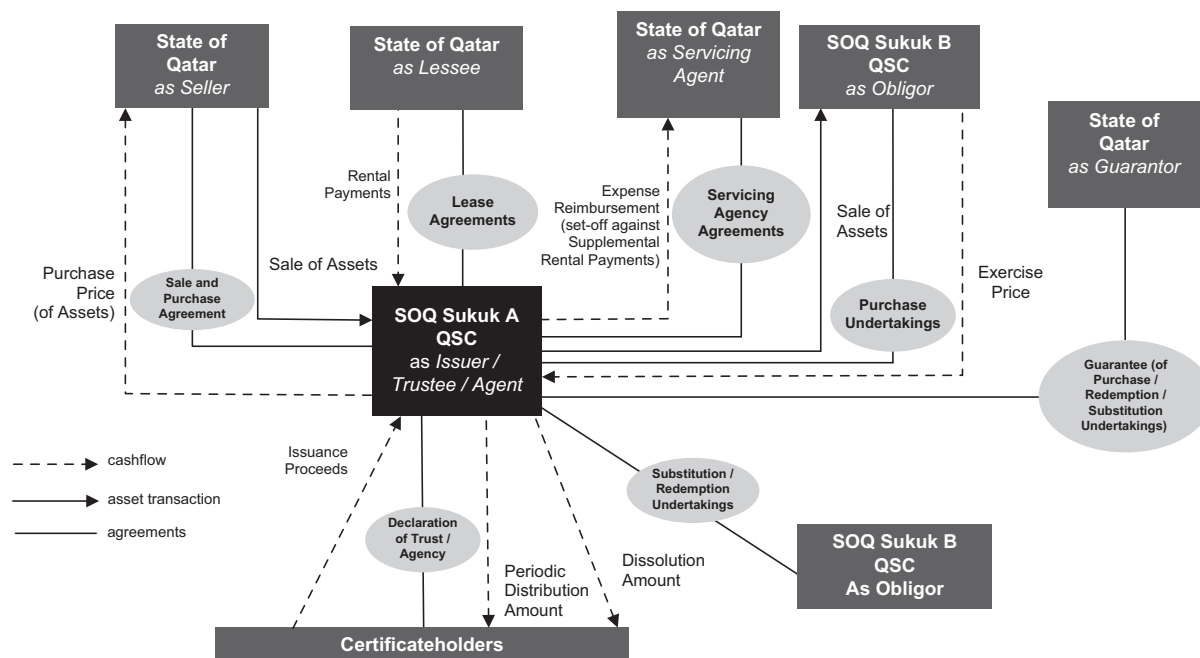 State of
Qatar
as Seller
State of Qatar
as Lessee
State of Qatar
as Servicing
Agent
SOQ Sukuk B
QSC
as Obligor
State of
Qatar
as Guarantor
Rental
Payments
Lease
Agreements
Expense
Reimbursement
(set-off against
Supplemental
Rental Payments)
Servicing
Agency
Agreements
Sale of
Assets
Exercise
Price
Purchase
Price
(of Assets)
Sale and
Purchase
Agreement
Sale of Assets
Purchase
Undertakings
SOQ Sukuk A
QSC
as Issuer /
Trustee / Agent
Guarantee (of
Purchase /
Redemption /
Substitution
Undertakings)
cashflow
asset transaction
agreements
Issuance
Proceeds
Declaration
of Trust /
Agency
Periodic
Distribution
Amount
Dissolution
Amount
Substitution /
Redemption
Undertakings
SOQ Sukuk B
QSC
As Obligor
Certificateholders